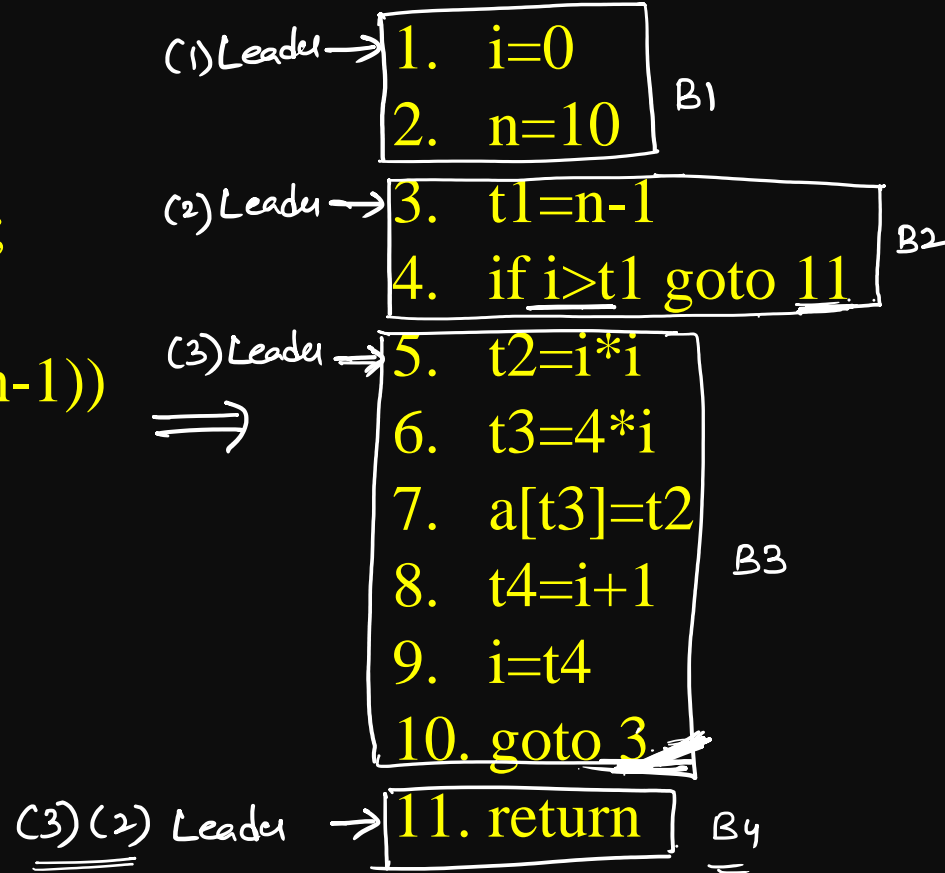 (1) Leader → 1. i=0
2. n=10
B1
;
(2) Leader → 3. t1=n-1
4. if i>t1 goto 11
B2
(3) Leader → 5. t2=i*i
-1))
6. t3=4*i
7. a[t3]=t2
B3
8. t4=i+1
9. i=t4
10. goto 3
(3)(2) Leader → 11. return B4